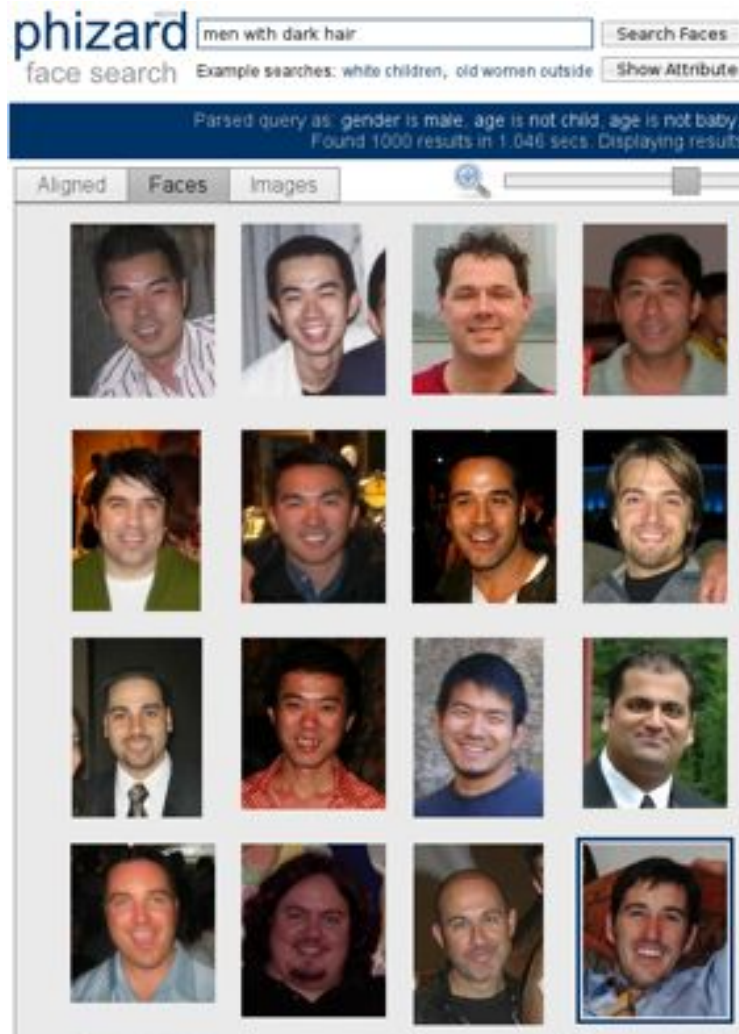 phizard
face search
men with dark hair
Search Faces
Example searches: white children, old women outside
Show Attribute
Parsed query as: gender is male, age is not child, age is not baby
Found 1000 results in 1.046 secs. Displaying results
Aligned Faces Images